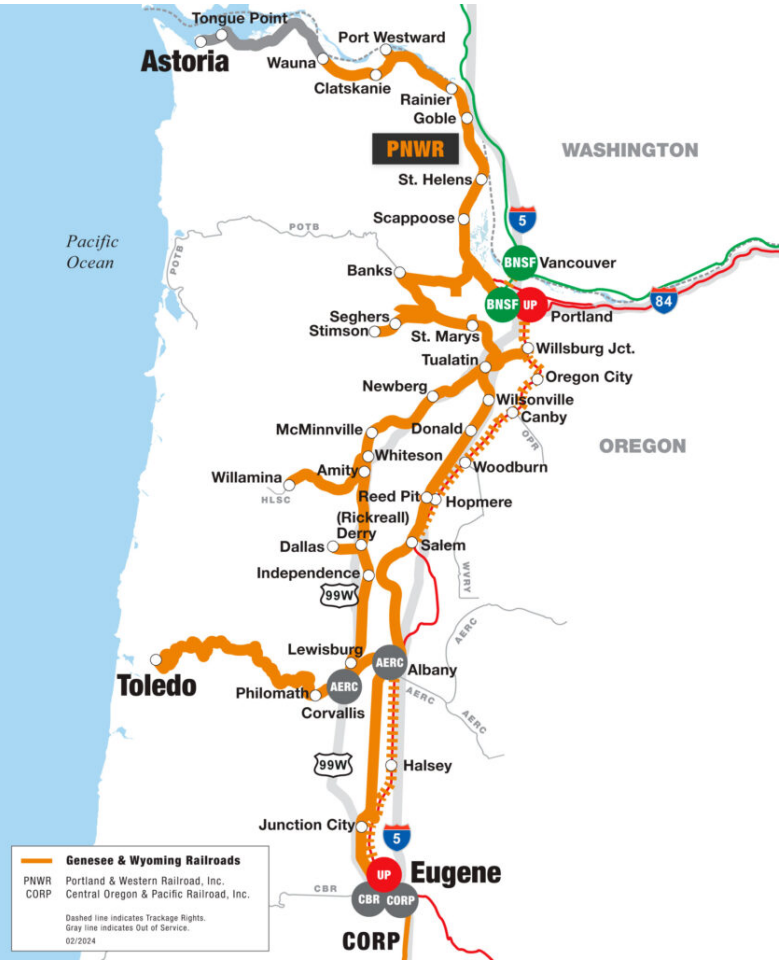 Tongue Point
Astoria
Wauna
Port Westward
Clatskanie
Rainier
Goble
PNWR
WASHINGTON
St. Helens
Scappoose
5
POTB
POTB
Pacific
Ocean
Banks
BNSF
Vancouver
BNSF
UP
Portland
84
Seghers
Stimson
St. Marys
Willsburg Jct.
Tualatin
Oregon City
Newberg
Wilsonville
Canby
McMinnville
Donald
OPR
OREGON
Whiteson
Amity
Woodburn
Willamina
HLSC
Reed Pit
Hopmere
(Rickreall)
Derry
Dallas
Salem
Independence
99W
WVRY
AERC
Lewisburg
AERC
Albany
Toledo
Philomath
AERC
Corvallis
AERC
AERC
99W
Halsey
Junction City
5
UP
Eugene
CBR
CBR
CORP
CORP
Genesee & Wyoming Railroads
PNWR Portland & Western Railroad, Inc.
CORP Central Oregon & Pacific Railroad, Inc.
Dashed line indicates Trackage Rights.
Gray line indicates Out of Service.
02/2024